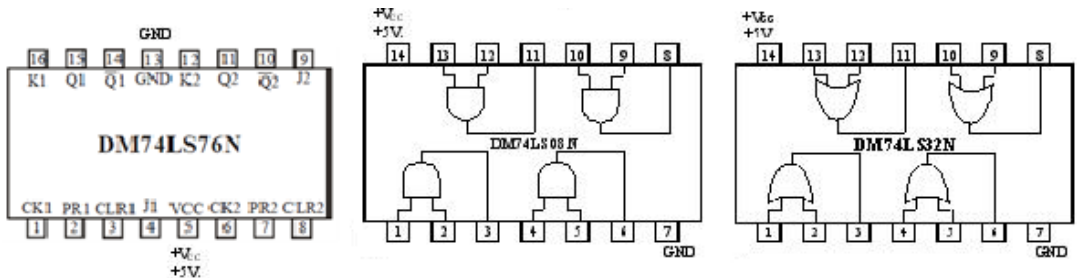 GND
16 15 14 13 12 11 10 9
K1 Q1 Q̅1 GND K2 Q2 Q̅2 J2
DM74LS76N
CK1 PR1 CLR1 J1 VCC CK2 PR2 CLR2
1 2 3 4 5 6 7 8
+VCC
+5V.
+VCC
+5V.
14 13 12 11 10 9 8
DM74LS08N
1 2 3 4 5 6 7
GND
+VCC
+5V.
14 13 12 11 10 9 8
DM74LS32N
1 2 3 4 5 6 7
GND